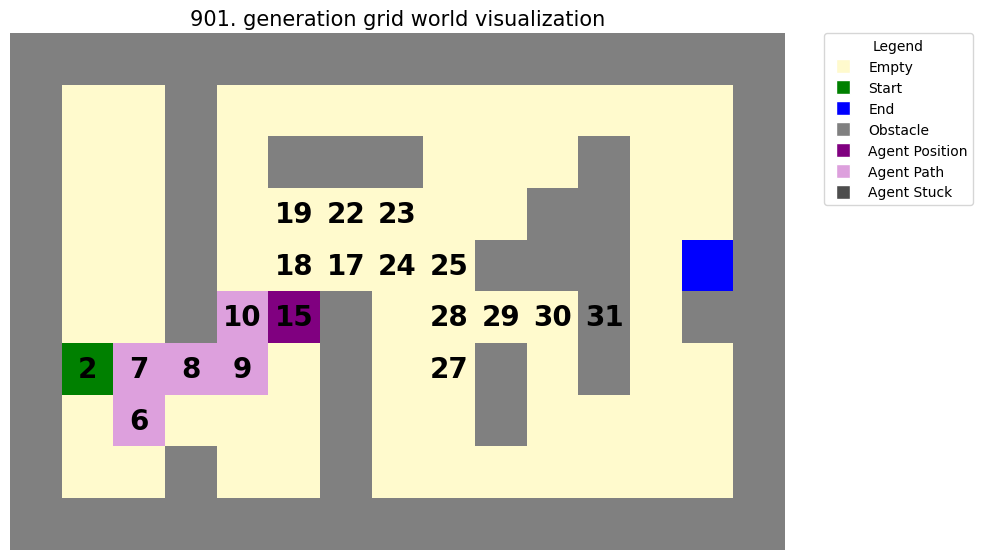 901. generation grid world visualization
Legend
Empty
Start
End
Obstacle
Agent Position
Agent Path
Agent Stuck
19 22 23
18 17 24 25
10 15 28 29 30 31
2 7 8 9 27
6